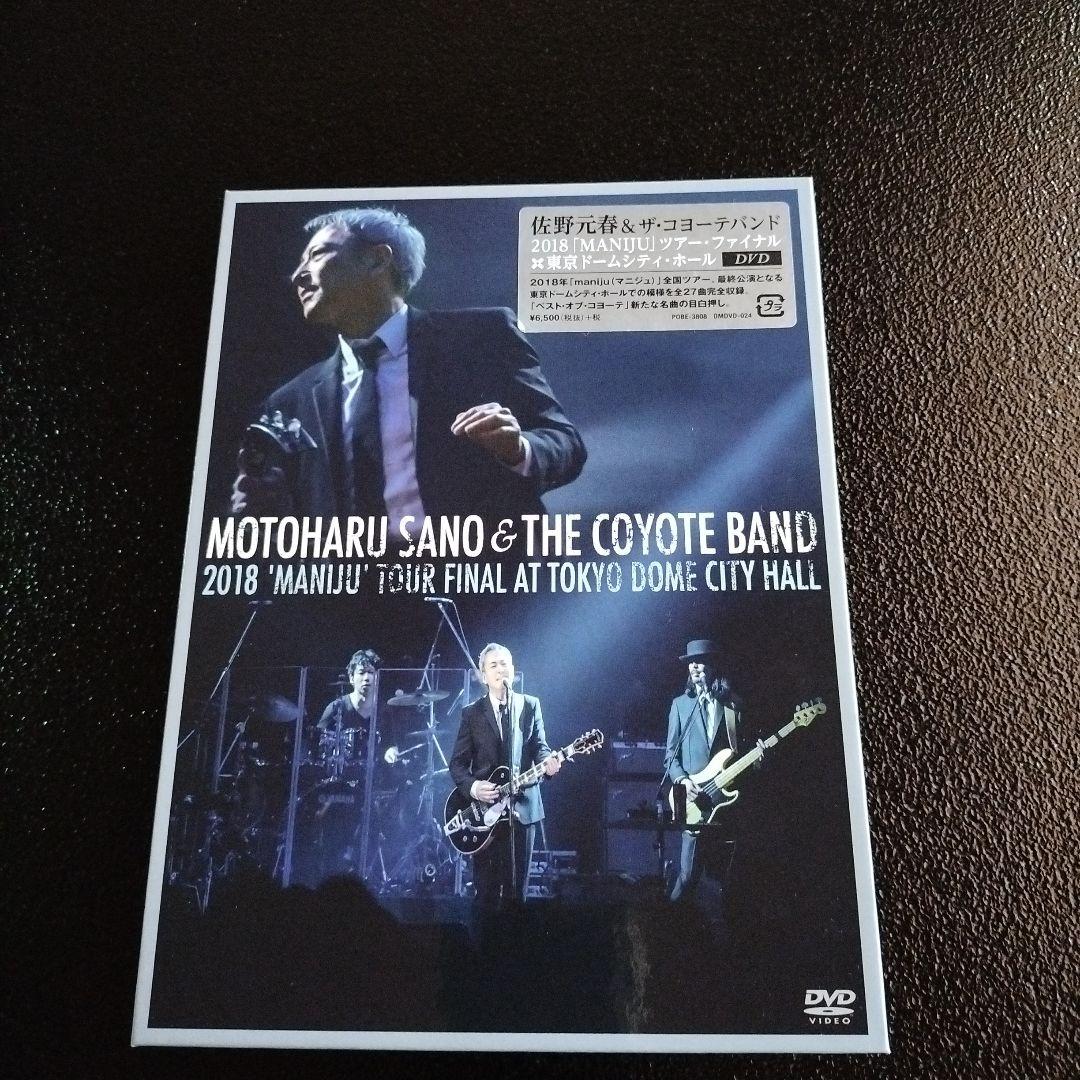 佐野元春&ザ・コヨーテバンド
2018「MANIJU」ツアー・ファイナル
東京ドームシティ・ホール DVD
2018年「maniju(マニジュ)」全国ツアー。最終公演となる
東京ドームシティ・ホールでの模様を全27曲完全収録。
「ベスト・オブ・コヨーテ」新たな名曲の目白押し。
¥6,500(税抜)+税 POBE-3808 DMDVD-024
プラ
MOTOHARU SANO & THE COYOTE BAND
2018 'MANIJU' TOUR FINAL AT TOKYO DOME CITY HALL
YAMAHA
DVD
VIDEO